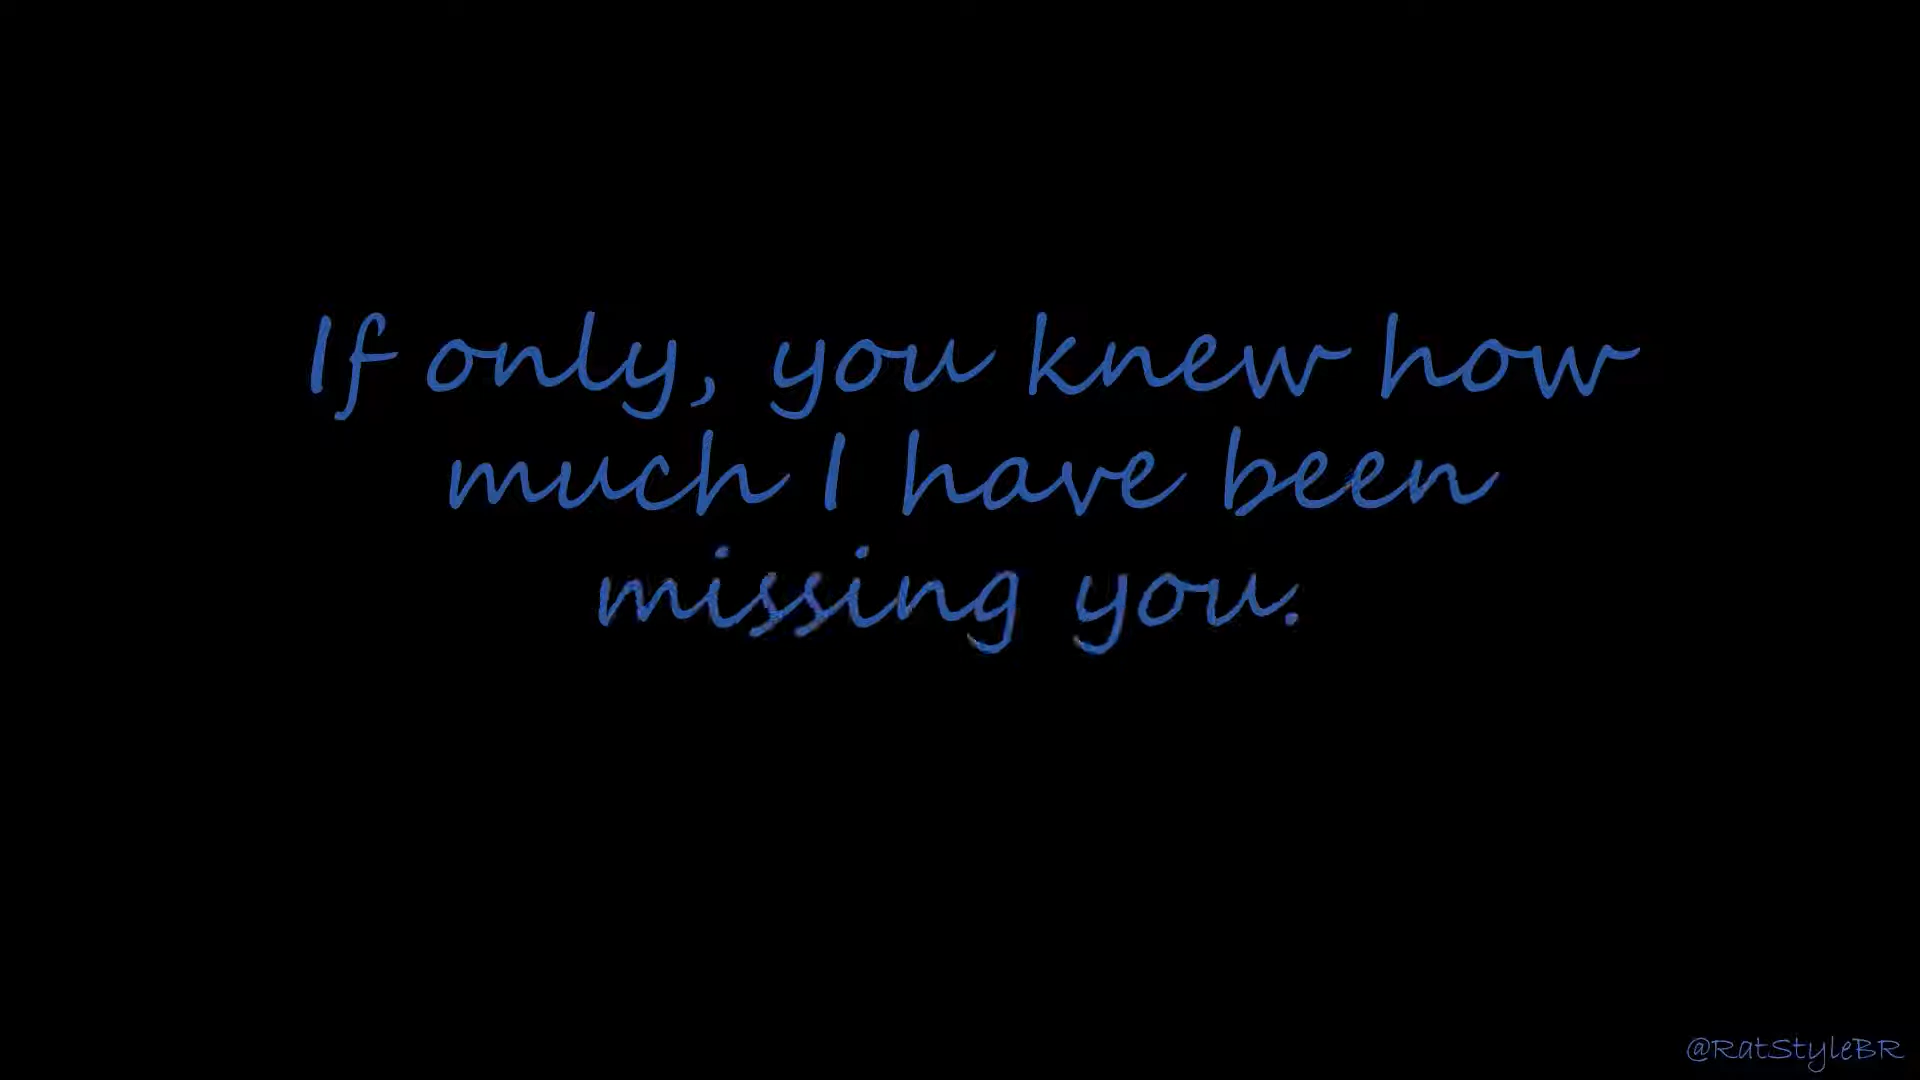 If only, you knew how
much I have been
missing you.
@RatStyleBR